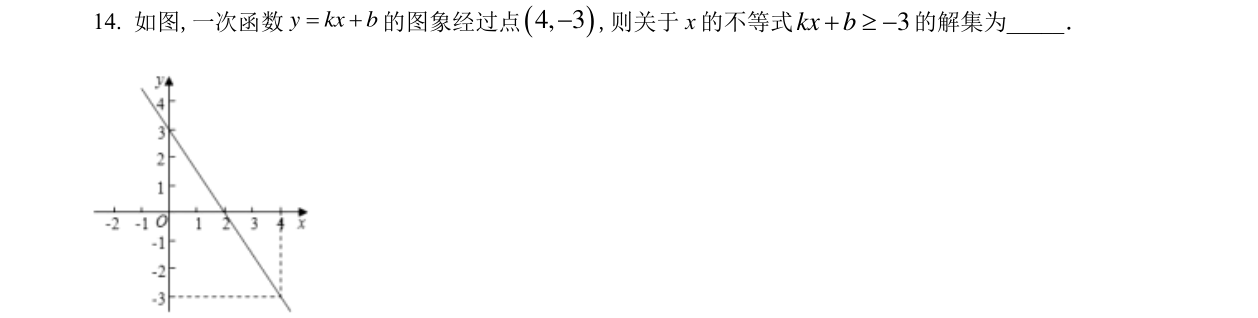 14. 如图, 一次函数 y = kx + b 的图象经过点 (4, −3), 则关于 x 的不等式 kx + b ≥ −3 的解集为_____.
y
4
3
2
1
-2 -1 O 1 2 3 4 x
-1
-2
-3